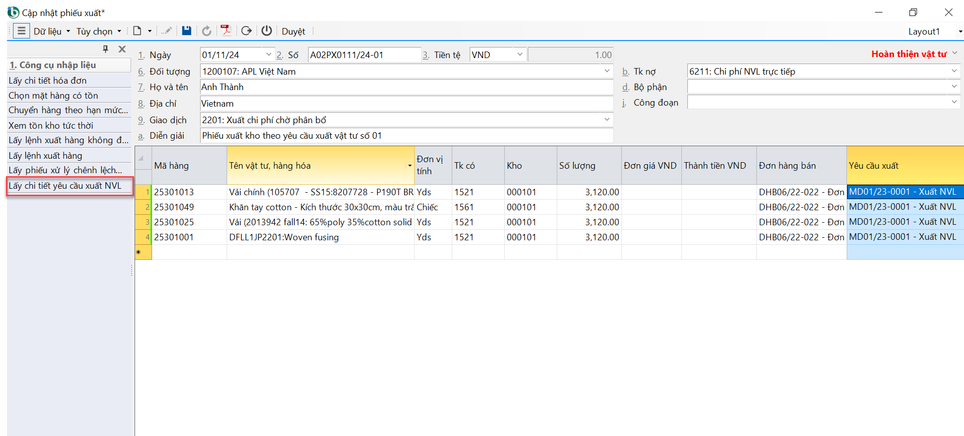 Cập nhật phiếu xuất*
Dữ liệu Tùy chọn Duyệt Layout1
1. Công cụ nhập liệu
Lấy chi tiết hóa đơn
Chọn mặt hàng có tồn
Chuyển hàng theo hạn mức...
Xem tồn kho tức thời
Lấy lệnh xuất hàng không đ...
Lấy lệnh xuất hàng
Lấy phiếu xử lý chênh lệch...
Lấy chi tiết yêu cầu xuất NVL
1. Ngày 01/11/24 2. Số A02PX0111/24-01 3. Tiền tệ VND 1.00 Hoàn thiện vật tư
6. Đối tượng 1200107: APL Việt Nam b. Tk nợ 6211: Chi phí NVL trực tiếp
7. Họ và tên Anh Thành d. Bộ phận
8. Địa chỉ Vietnam j. Công đoạn
9. Giao dịch 2201: Xuất chi phí chờ phân bổ
a. Diễn giải Phiếu xuất kho theo yêu cầu xuất vật tư số 01
Mã hàng Tên vật tư, hàng hóa Đơn vị tính Tk có Kho Số lượng Đơn giá VND Thành tiền VND Đơn hàng bán Yêu cầu xuất
1 25301013 Vải chính (105707 - SS15:8207728 - P190T BR Yds 1521 000101 3,120.00 DHB06/22-022 - Đơn MD01/23-0001 - Xuất NVL
2 25301049 Khăn tay cotton - Kích thước 30x30cm, màu trắ Chiếc 1561 000101 3,120.00 DHB06/22-022 - Đơn MD01/23-0001 - Xuất NVL
3 25301025 Vải (2013942 fall14: 65%poly 35%cotton solid Yds 1521 000101 3,120.00 DHB06/22-022 - Đơn MD01/23-0001 - Xuất NVL
4 25301001 DFLL1JP2201:Woven fusing Yds 1521 000101 3,120.00 DHB06/22-022 - Đơn MD01/23-0001 - Xuất NVL
*